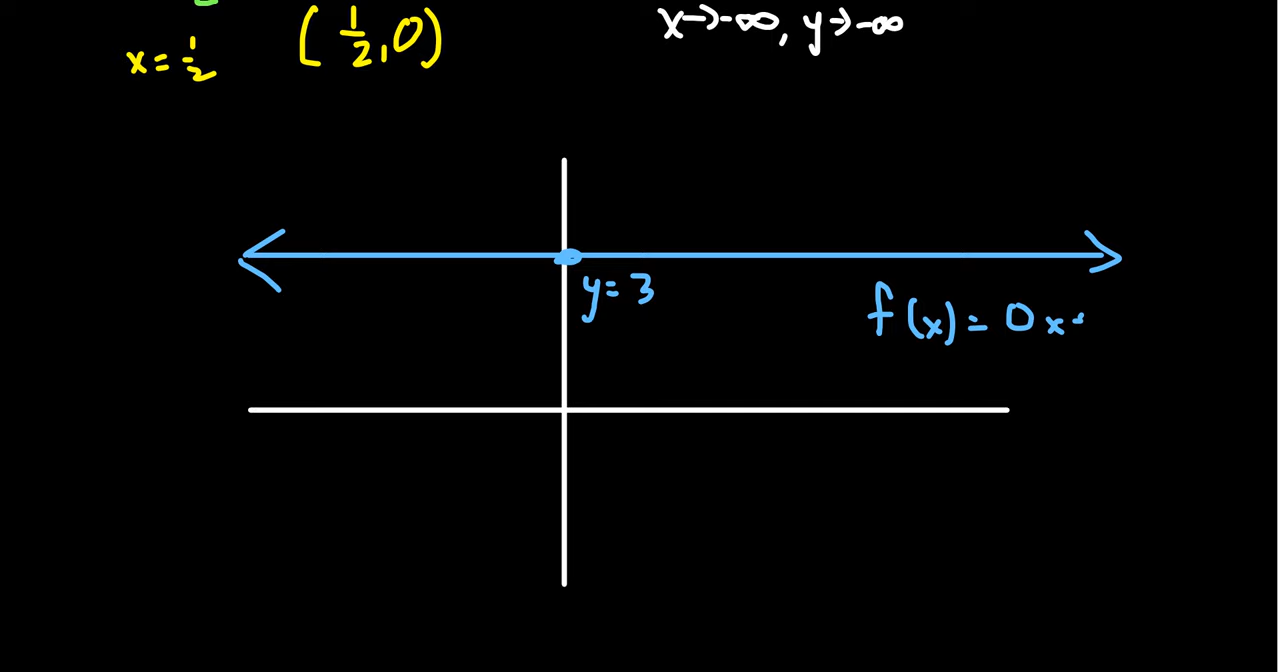 x = 1/2
(1/2, 0)
x → -∞, y → -∞
y = 3
f(x) = 0x